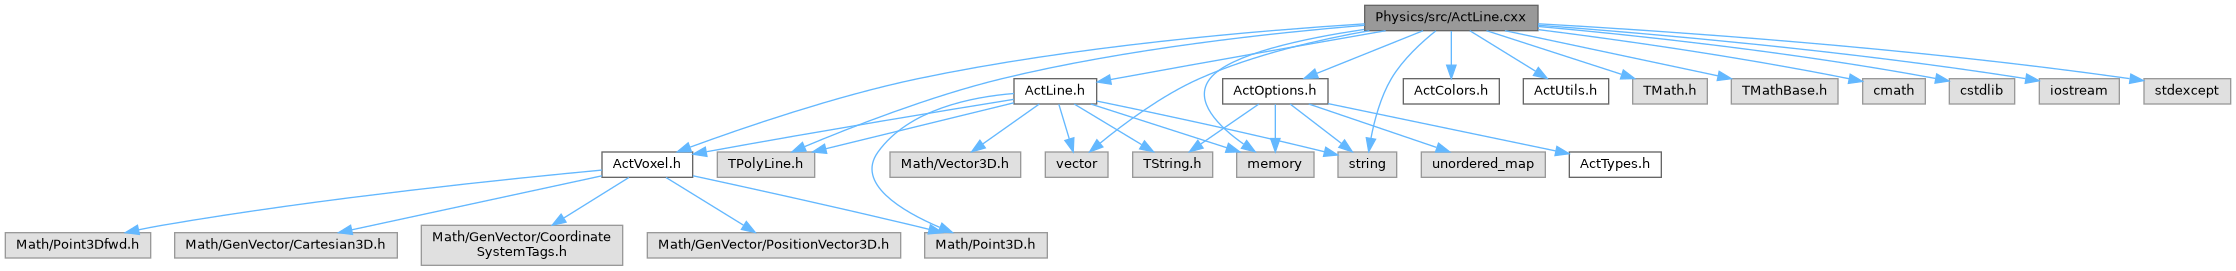 Physics/src/ActLine.cxx
ActLine.h
ActOptions.h
ActColors.h
ActUtils.h
TMath.h
TMathBase.h
cmath
cstdlib
iostream
stdexcept
ActVoxel.h
TPolyLine.h
Math/Vector3D.h
vector
TString.h
memory
string
unordered_map
ActTypes.h
Math/Point3Dfwd.h
Math/GenVector/Cartesian3D.h
Math/GenVector/Coordinate
SystemTags.h
Math/GenVector/PositionVector3D.h
Math/Point3D.h